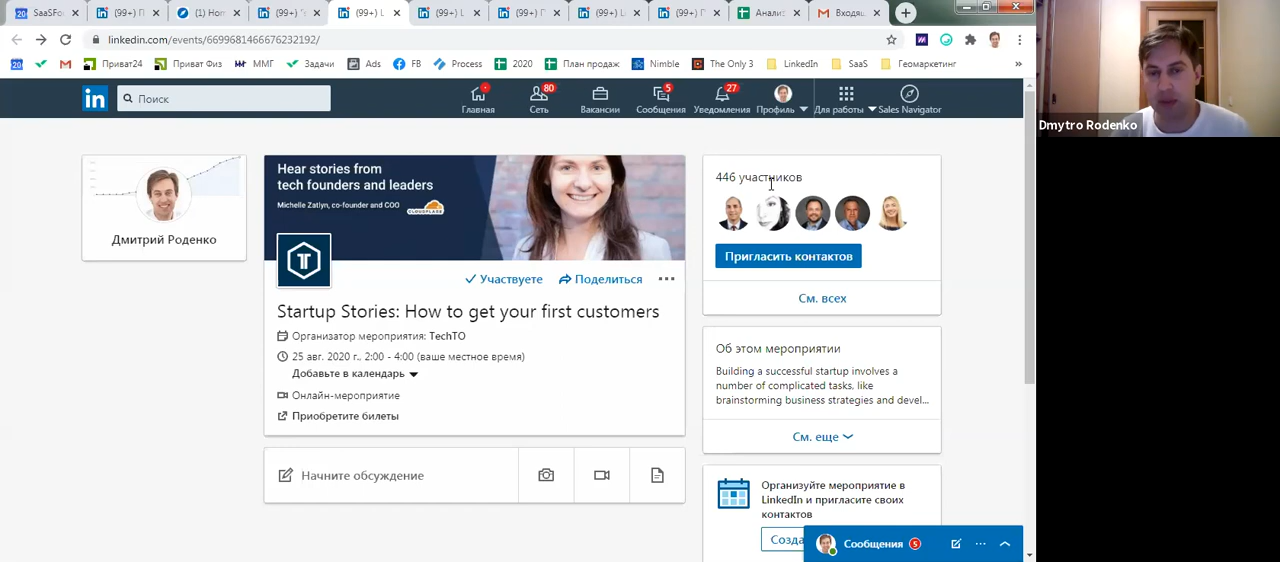 SaaSFo
(99+) П
(1) Hom
(99+) "
(99+) L
(99+) L
(99+) П
(99+) L
(99+) П
Анализ
Входящ
linkedin.com/events/6699681466676232192/
Приват24
Приват Физ
ММГ
Задачи
Ads
FB
Process
2020
План продаж
Nimble
The Only 3
LinkedIn
SaaS
Геомаркетинг
»
in
Поиск
Главная
80
Сеть
Вакансии
5
Сообщения
27
Уведомления
Профиль
Для работы
Sales Navigator
Dmytro Rodenko
Дмитрий Роденко
Hear stories from
tech founders and leaders
Michelle Zatlyn, co-founder and COO
CLOUDFLARE
Участвуете
Поделиться
Startup Stories: How to get your first customers
Организатор мероприятия: TechTO
25 авг. 2020 г., 2:00 - 4:00 (ваше местное время)
Добавьте в календарь
Онлайн-мероприятие
Приобретите билеты
Начните обсуждение
446 участников
Пригласить контактов
См. всех
Об этом мероприятии
Building a successful startup involves a
number of complicated tasks, like
brainstorming business strategies and devel...
См. еще
Организуйте мероприятие в
LinkedIn и пригласите своих
контактов
Созда
Сообщения 5